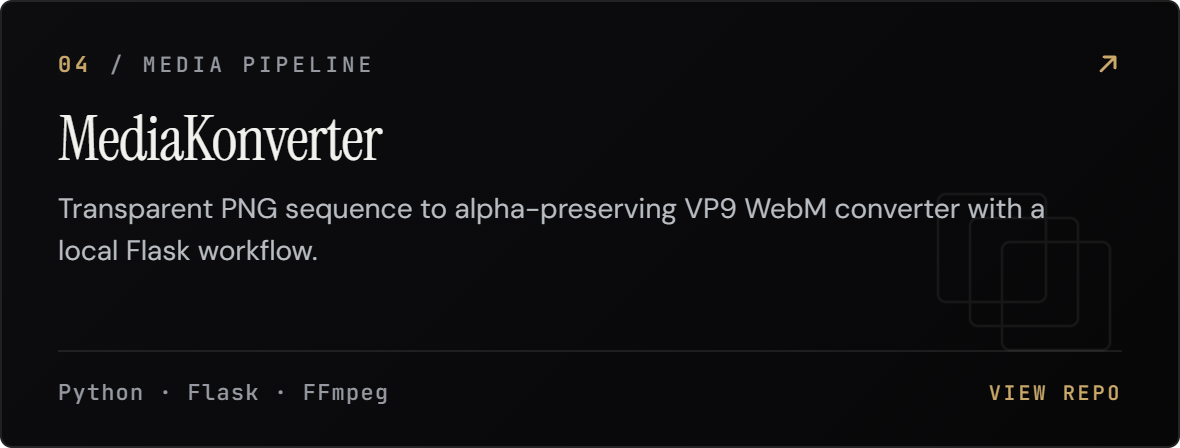 04 / MEDIA PIPELINE
MediaKonverter
Transparent PNG sequence to alpha-preserving VP9 WebM converter with a
local Flask workflow.
Python · Flask · FFmpeg
VIEW REPO